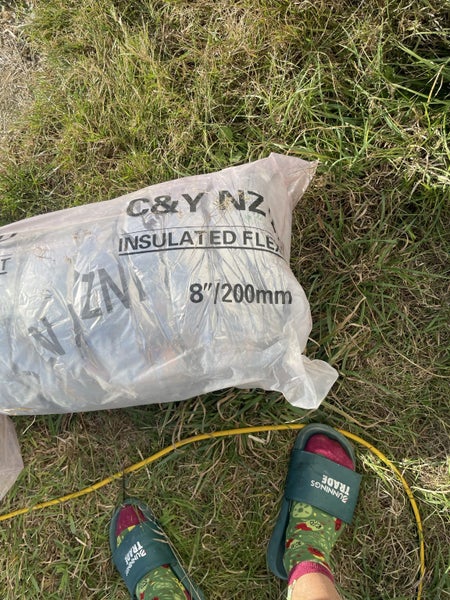 C&Y NZ
INSULATED FLEX
8"/200mm
BUNNINGS
TRADE
BUNNINGS
TRADE